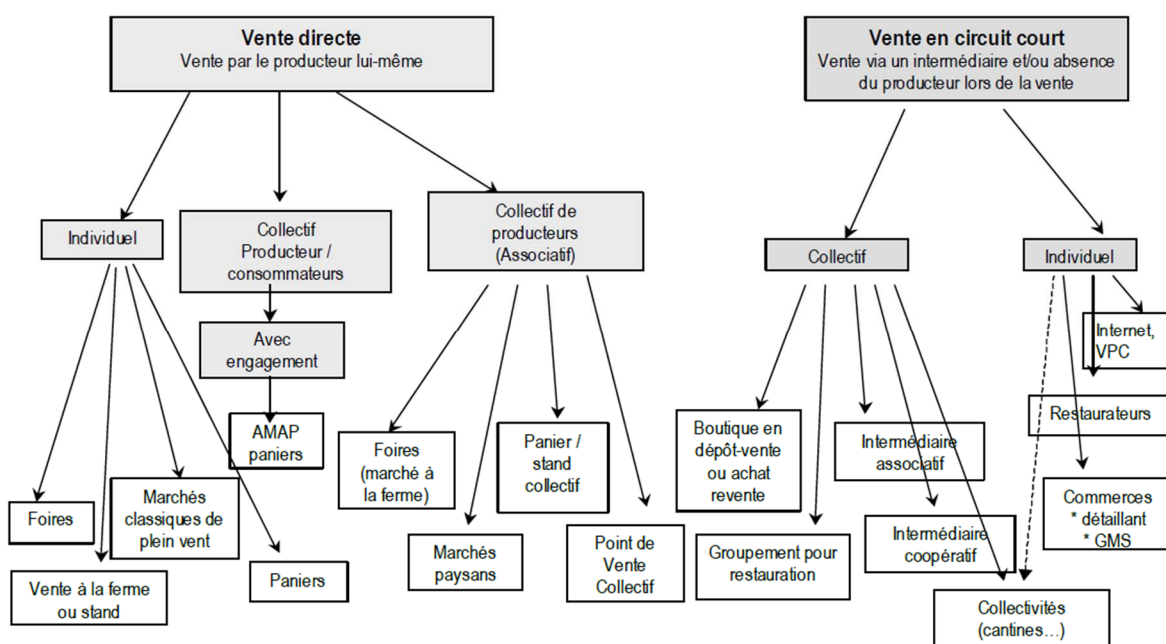 Vente directe
Vente par le producteur lui-même
Vente en circuit court
Vente via un intermédiaire et/ou absence
du producteur lors de la vente
Individuel
Collectif
Producteur /
consommateurs
Collectif de
producteurs
(Associatif)
Collectif
Individuel
Avec
engagement
Internet,
VPC
AMAP
paniers
Foires
(marché à
la ferme)
Panier /
stand
collectif
Boutique en
dépôt-vente
ou achat
revente
Intermédiaire
associatif
Restaurateurs
Foires
Marchés
classiques de
plein vent
Commerces
* détaillant
* GMS
Vente à la ferme
ou stand
Paniers
Marchés
paysans
Point de
Vente
Collectif
Groupement pour
restauration
Intermédiaire
coopératif
Collectivités
(cantines…)